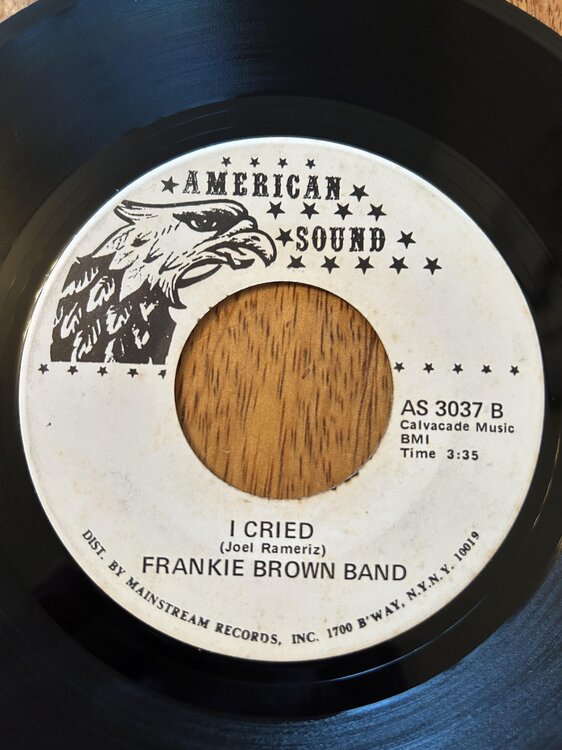 AMERICAN
SOUND
AS 3037 B
Calvacade Music
BMI
Time 3:35
I CRIED
(Joel Rameriz)
FRANKIE BROWN BAND
DIST. BY MAINSTREAM RECORDS, INC. 1700 B'WAY, N.Y.N.Y. 10019